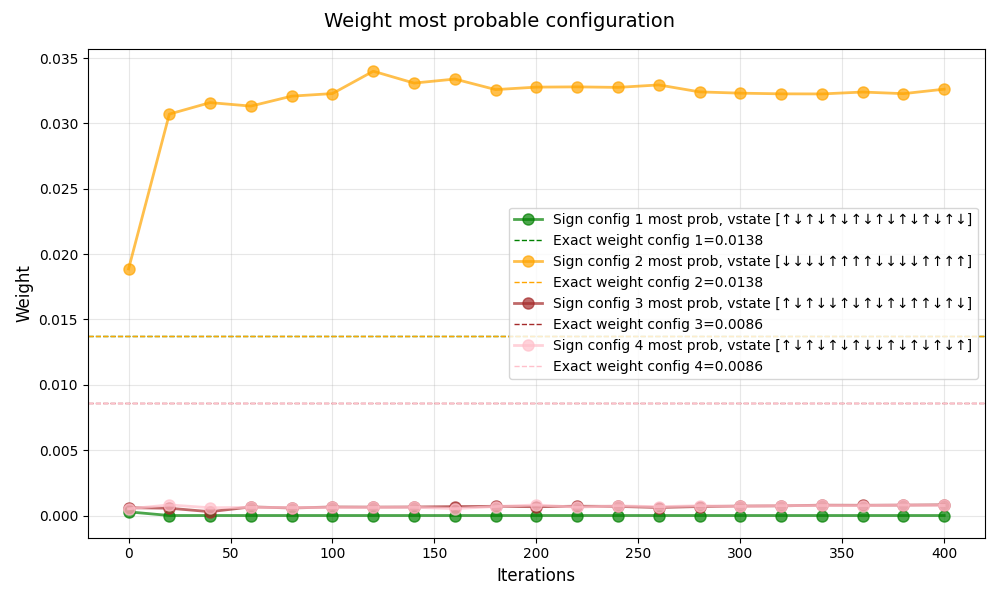 Weight most probable configuration
Weight
0.035
0.030
0.025
0.020
0.015
0.010
0.005
0.000
Sign config 1 most prob, vstate [↑↓↑↓↑↓↑↓↑↓↑↓↑↓↑↓]
Exact weight config 1=0.0138
Sign config 2 most prob, vstate [↓↓↓↓↑↑↑↑↓↓↓↓↑↑↑↑]
Exact weight config 2=0.0138
Sign config 3 most prob, vstate [↑↓↑↓↓↑↓↑↓↑↓↑↑↓↑↓]
Exact weight config 3=0.0086
Sign config 4 most prob, vstate [↑↓↑↓↑↓↑↓↓↑↓↑↓↑↓↑]
Exact weight config 4=0.0086
0 50 100 150 200 250 300 350 400
Iterations